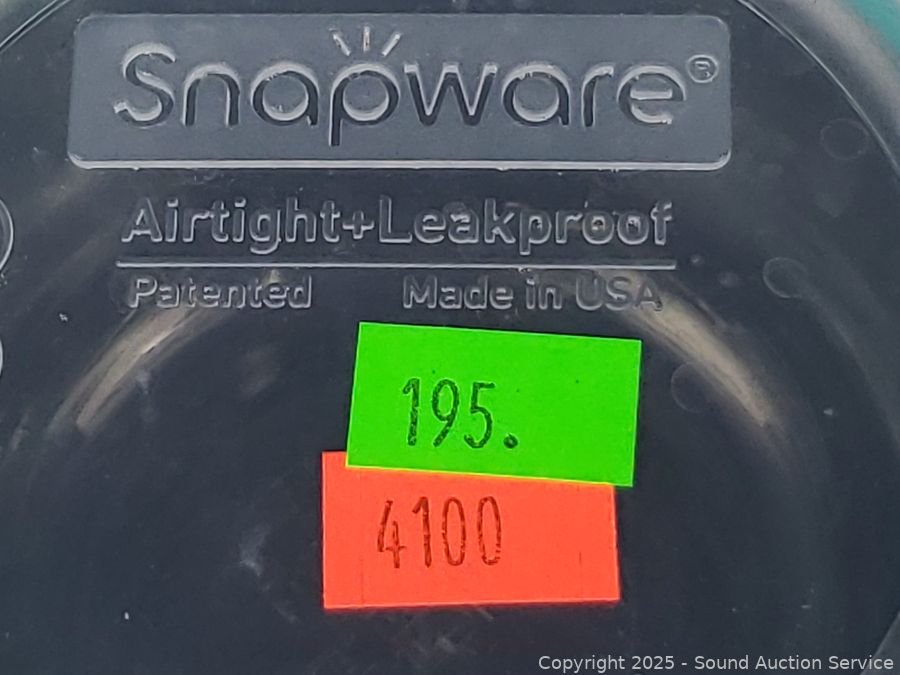 Snapware®
Airtight+Leakproof
Patented Made in USA
195.
4100
Copyright 2025 - Sound Auction Service